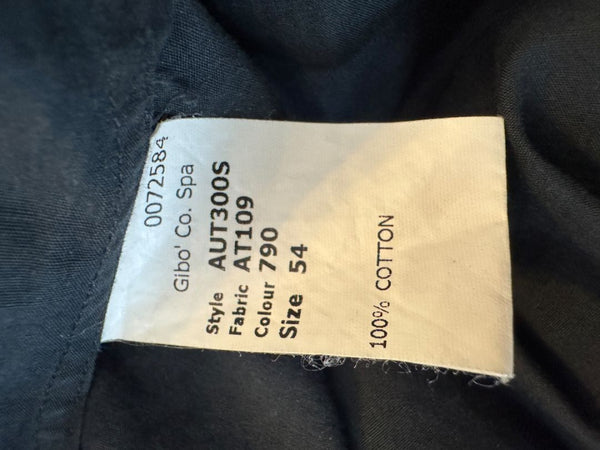 0072584
Gibo' Co. Spa
Style AUT300S
Fabric AT109
Colour 790
Size 54
100% COTTON